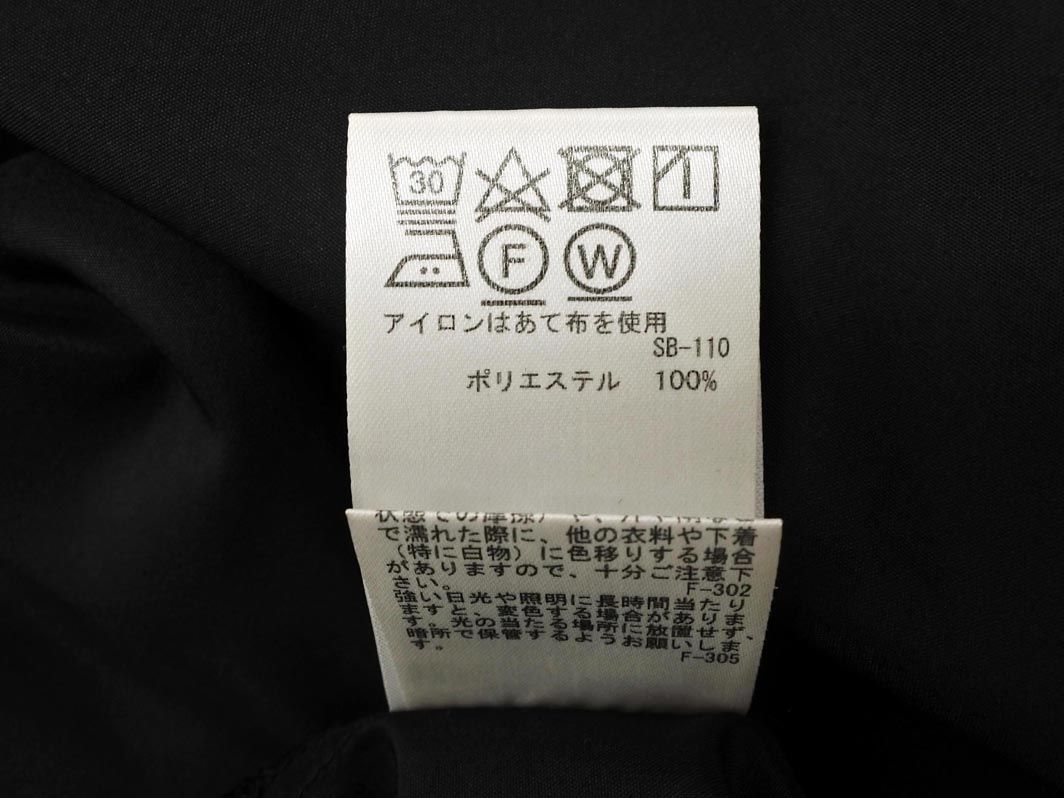 30
F W
アイロンはあて布を使用
SB-110
ポリエステル 100%
で濡れた際に、他の衣料や下着
(特に白物)に色移りする場合
がありますので、十分ご注意下
さい。
F-302
強い日光や照明に長時間当たり
ますと、変色する場合がありま
す。光の当たる場所に放置せず、
暗所で保管するようお願いしま
す。
F-305